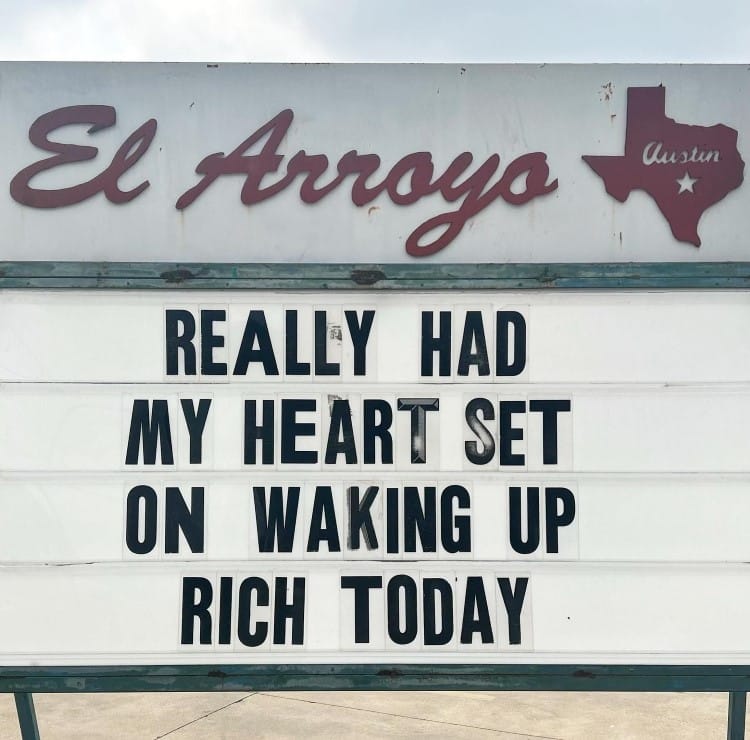 El Arroyo
Austin
REALLY HAD
MY HEART SET
ON WAKING UP
RICH TODAY